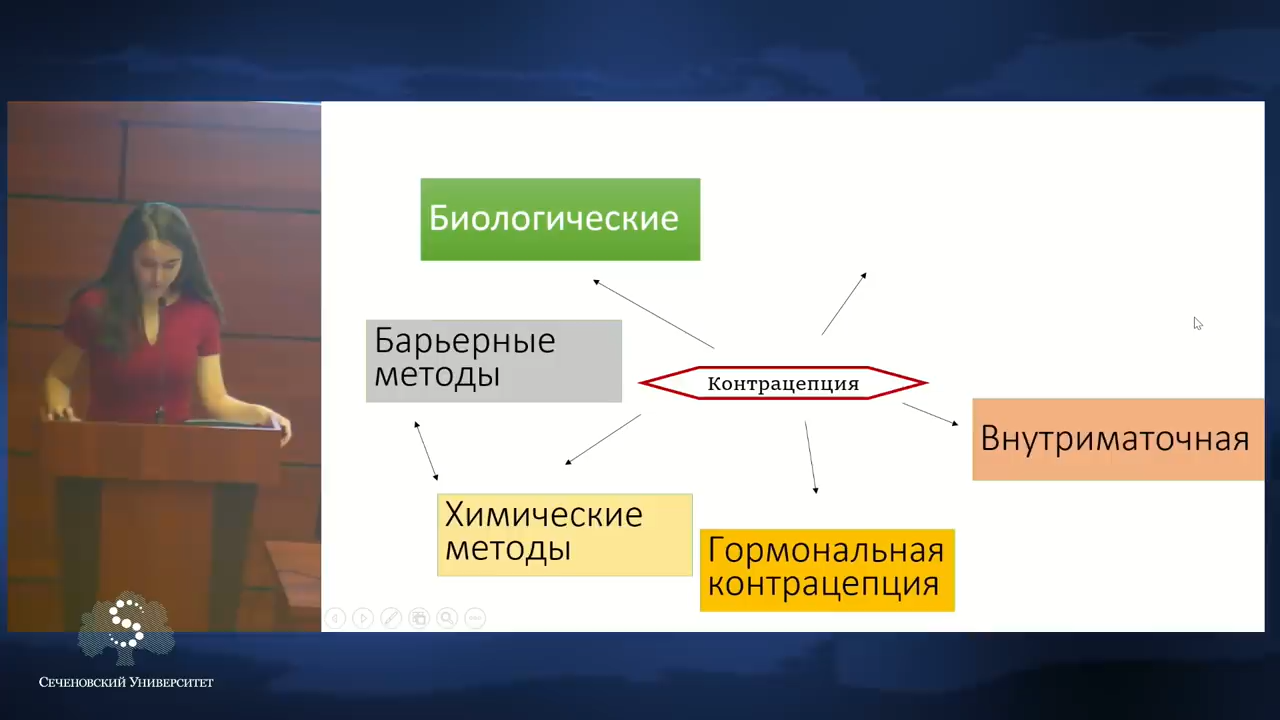 Биологические
Барьерные
методы
Контрацепция
Внутриматочная
Химические
методы
Гормональная
контрацепция
Сеченовский Университет